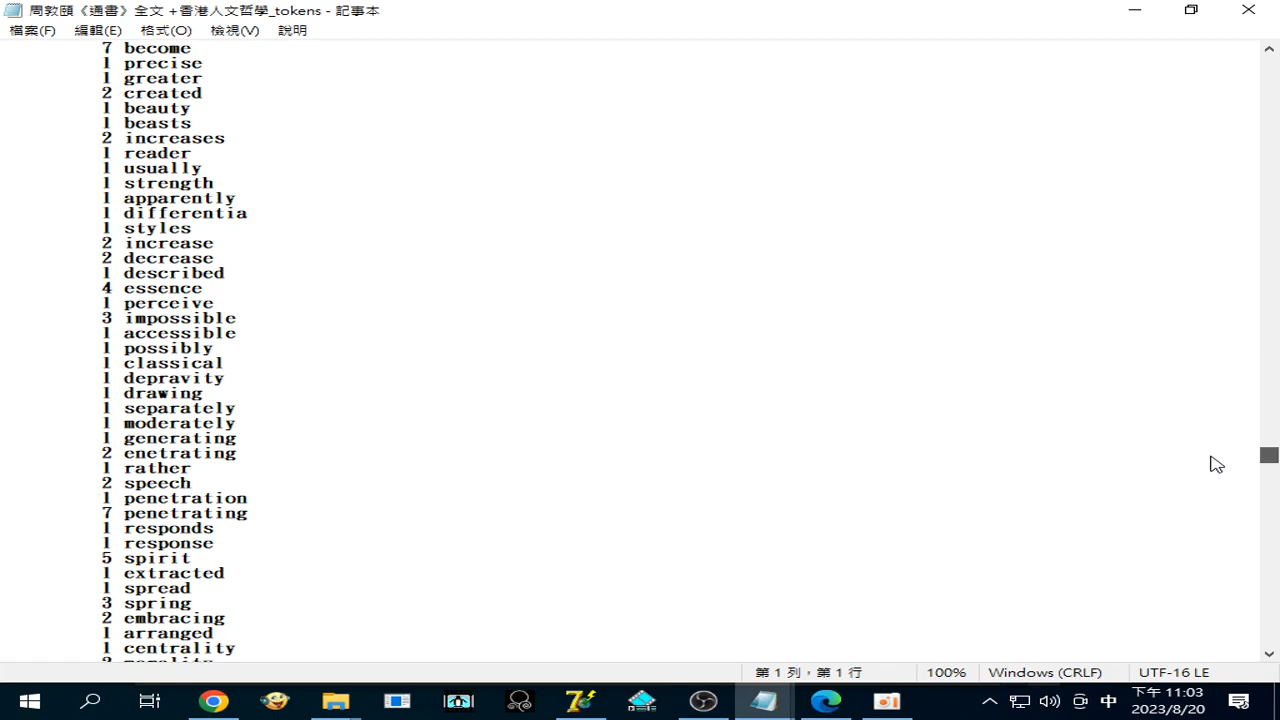 周敦頤《通書》全文 +香港人文哲學_tokens - 記事本
檔案(F) 編輯(E) 格式(O) 檢視(V) 說明
7 become
1 precise
1 greater
2 created
1 beauty
1 beasts
2 increases
1 reader
1 usually
1 strength
1 apparently
1 differentia
1 styles
2 increase
2 decrease
1 described
4 essence
1 perceive
3 impossible
1 accessible
1 possibly
1 classical
1 depravity
1 drawing
1 separately
1 moderately
1 generating
2 enetrating
1 rather
2 speech
1 penetration
7 penetrating
1 responds
1 response
5 spirit
1 extracted
1 spread
3 spring
2 embracing
1 arranged
1 centrality
第 1 列，第 1 行 100% Windows (CRLF) UTF-16 LE
中 下午 11:03
2023/8/20